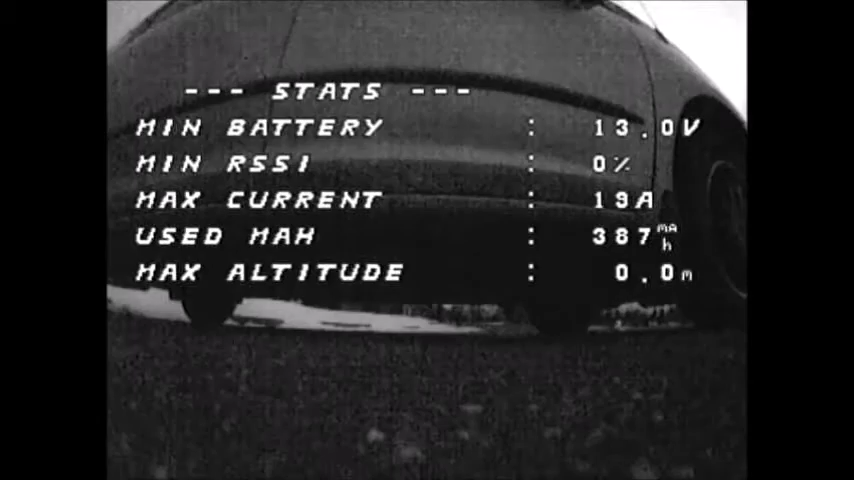 --- STATS ---
MIN BATTERY : 13.0V
MIN RSSI : 0%
MAX CURRENT : 19A
USED MAH : 387mAh
MAX ALTITUDE : 0.0m